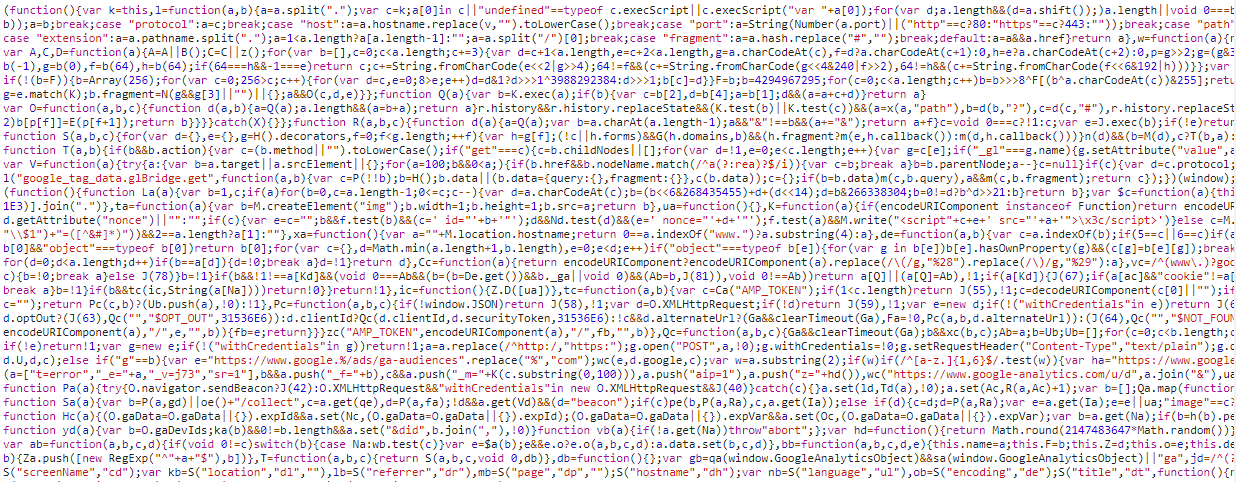 (function(){var k=this,l=function(a,b){a=a.split(".");var c=k;a[0]in c||"undefined"==typeof c.execScript||c.execScript("var "+a[0]);for(var d;a.length&&(d=a.shift());)a.length||void 0===b
b));a=b;break;case "protocol":a=c;break;case "host":a=a.hostname.replace(v,"").toLowerCase();break;case "port":a=String(Number(a.port)||("http"==c?80:"https"==c?443:""));break;case "path"
case "extension":a=a.pathname.split(".");a=1<a.length?a[a.length-1]:"";a=a.split("/")[0];break;case "fragment":a=a.hash.replace("#","");break;default:a=a&&a.href}return a},w=function(a){r
var A,C,D=function(a){A=A||B();C=C||z();for(var b=[],c=0;c<a.length;c+=3){var d=c+1<a.length,e=c+2<a.length,g=a.charCodeAt(c),f=d?a.charCodeAt(c+1):0,h=e?a.charCodeAt(c+2):0,p=g>>2;g=(g&3
b(-1),g=b(0),f=b(64),h=b(64);if(64===h&&-1===e)return c;c+=String.fromCharCode(e<<2|g>>4);64!=f&&(c+=String.fromCharCode(g<<4&240|f>>2),64!=h&&(c+=String.fromCharCode(f<<6&192|h)))}};var
if(!(b=F)){b=Array(256);for(var c=0;256>c;c++){for(var d=c,e=0;8>e;e++)d=d&1?d>>>1^3988292384:d>>>1;b[c]=d}}F=b;b=4294967295;for(c=0;c<a.length;c++)b=b>>>8^F[(b^a.charCodeAt(c))&255];retur
g=e.match(K);b.fragment=N(g&&g[3]||"")||{};a&&O(c,d,e)}};function Q(a){var b=K.exec(a);if(b){var c=b[2],d=b[4];a=b[1];d&&(a=a+c+d)}return a}
var O=function(a,b,c){function d(a,b){a=Q(a);a.length&&(a=b+a);return a}r.history&&r.history.replaceState&&(K.test(b)||K.test(c))&&(a=x(a,"path"),b=d(b,"?"),c=d(c,"#"),r.history.replaceSt
2)b[p[f]]=E(p[f+1]);return b}}}}catch(X){}};function R(a,b,c){function d(a){a=Q(a);var b=a.charAt(a.length-1);a&&"&"!==b&&(a+="&");return a+f}c=void 0===c?!1:c;var e=J.exec(b);if(!e)retur
function S(a,b,c){for(var d={},e={},g=H().decorators,f=0;f<g.length;++f){var h=g[f];(!c||h.forms)&&G(h.domains,b)&&(h.fragment?m(e,h.callback()):m(d,h.callback()))}n(d)&&(b=M(d),c?T(b,a):
function T(a,b){if(b&&b.action){var c=(b.method||"").toLowerCase();if("get"===c){c=b.childNodes||[];for(var d=!1,e=0;e<c.length;e++){var g=c[e];if("_gl"===g.name){g.setAttribute("value",a
var V=function(a){try{a:{var b=a.target||a.srcElement||{};for(a=100;b&&0<a;){if(b.href&&b.nodeName.match(/^a(?:rea)?$/i)){var c=b;break a}b=b.parentNode;a--}c=null}if(c){var d=c.protocol;
l("google_tag_data.glBridge.get",function(a,b){var c=P(!!b);b=H();b.data||(b.data={query:{},fragment:{}},c(b.data));c={};if(b=b.data)m(c,b.query),a&&m(c,b.fragment);return c});})(window);
(function(){function La(a){var b=1,c;if(a)for(b=0,c=a.length-1;0<=c;c--){var d=a.charCodeAt(c);b=(b<<6&268435455)+d+(d<<14);d=b&266338304;b=0!=d?b^d>>21:b}return b};var $c=function(a){thi
1E3)].join(".")},ta=function(a){var b=M.createElement("img");b.width=1;b.height=1;b.src=a;return b},ua=function(){},K=function(a){if(encodeURIComponent instanceof Function)return encodeUR
d.getAttribute("nonce")||"":"";if(c){var e=c="";b&&f.test(b)&&(c=' id="'+b+'"');d&&Nd.test(d)&&(e=' nonce="'+d+'"');f.test(a)&&M.write("<script"+c+e+' src="'+a+'">\x3c/script>')}else c=M.
"\\$1")+"=([^&#]*)"))&&2==a.length?a[1]:""},xa=function(){var a=""+M.location.hostname;return 0==a.indexOf("www.")?a.substring(4):a},de=function(a,b){var c=a.indexOf(b);if(5==c||6==c)if(a
b[0]&&"object"===typeof b[0])return b[0];for(var c={},d=Math.min(a.length+1,b.length),e=0;e<d;e++)if("object"===typeof b[e]){for(var g in b[e])b[e].hasOwnProperty(g)&&(c[g]=b[e][g]);break
for(d=0;d<a.length;d++)if(b==a[d]){d=!0;break a}d=!1}return d},Cc=function(a){return encodeURIComponent?encodeURIComponent(a).replace(/\(/g,"%28").replace(/\)/g,"%29"):a},vc=/^(www\.)?goo
c){b=!0;break a}else J(78)}b=!1}if(b&&!1!==a[Kd]&&(void 0===Ab&&(b=(b=De.get())&&b._ga||void 0)&&(Ab=b,J(81)),void 0!==Ab))return a[Q]||(a[Q]=Ab),!1;if(a[Kd]){J(67);if(a[ac]&&"cookie"!=a[
break a}b=!1}if(b&&tc(ic,String(a[Na])))return!0}}return!1},ic=function(){Z.D([ua])},tc=function(a,b){var c=Ca("AMP_TOKEN");if(1<c.length)return J(55),!1;c=decodeURIComponent(c[0]||"");if
c="");return Pc(c,b)?(Ub.push(a),!0):!1},Pc=function(a,b,c){if(!window.JSON)return J(58),!1;var d=O.XMLHttpRequest;if(!d)return J(59),!1;var e=new d;if(!("withCredentials"in e))return J(6
d.optOut?(J(63),Qc("","$OPT_OUT",31536E6)):d.clientId?Qc(d.clientId,d.securityToken,31536E6):!c&&d.alternateUrl?(Ga&&clearTimeout(Ga),Fa=!0,Pc(a,b,d.alternateUrl)):(J(64),Qc("","$NOT_FOUN
encodeURIComponent(a),"/",e,"",b)){fb=e;return}}}zc("AMP_TOKEN",encodeURIComponent(a),"/",fb,"",b)},Qc=function(a,b,c){Ga&&clearTimeout(Ga);b&&xc(b,c);Ab=a;b=Ub;Ub=[];for(c=0;c<b.length;c
if(!e)return!1;var g=new e;if(!("withCredentials"in g))return!1;a=a.replace(/^http:/,"https:");g.open("POST",a,!0);g.withCredentials=!0;g.setRequestHeader("Content-Type","text/plain");g.o
d.U,d,c);else if("g"==b){var e="https://www.google.%/ads/ga-audiences".replace("%","com");wc(e,d.google,c);var w=a.substring(2);if(w)if(/^[a-z.]{1,6}$/.test(w)){var ha="https://www.google
(a=["t=error","_e="+a,"_v=j73","sr=1"],b&&a.push("_f="+b),c&&a.push("_m="+K(c.substring(0,100))),a.push("aip=1"),a.push("z="+hd()),wc("https://www.google-analytics.com/u/d",a.join("&"),ua
function Pa(a){try{O.navigator.sendBeacon?J(42):O.XMLHttpRequest&&"withCredentials"in new O.XMLHttpRequest&&J(40)}catch(c){}a.set(ld,Td(a),!0);a.set(Ac,R(a,Ac)+1);var b=[];Qa.map(function
function Sa(a){var b=P(a,gd)||oe()+"/collect",c=a.get(qe),d=P(a,fa);!d&&a.get(Vd)&&(d="beacon");if(c)pe(b,P(a,Ra),c,a.get(Ia));else if(d){c=d;d=P(a,Ra);var e=a.get(Ia);e=e||ua;"image"==c?
function Hc(a){(O.gaData=O.gaData||{}).expId&&a.set(Nc,(O.gaData=O.gaData||{}).expId);(O.gaData=O.gaData||{}).expVar&&a.set(Oc,(O.gaData=O.gaData||{}).expVar);var b=a.get(Na);if(b=h(b).pe
function yd(a){var b=O.gaDevIds;ka(b)&&0!=b.length&&a.set("&did",b.join(","),!0)}function vb(a){if(!a.get(Na))throw"abort";};var hd=function(){return Math.round(2147483647*Math.random())}
var ab=function(a,b,c,d){if(void 0!=c)switch(b){case Na:wb.test(c)}var e=$a(b);e&&e.o?e.o(a,b,c,d):a.data.set(b,c,d)},bb=function(a,b,c,d,e){this.name=a;this.F=b;this.Z=d;this.o=e;this.de
b){Za.push([new RegExp("^"+a+"$"),b])},T=function(a,b,c){return S(a,b,c,void 0,db)},db=function(){};var gb=qa(window.GoogleAnalyticsObject)&&sa(window.GoogleAnalyticsObject)||"ga",jd=/^(?
S("screenName","cd");var kb=S("location","dl",""),lb=S("referrer","dr"),mb=S("page","dp","");S("hostname","dh");var nb=S("language","ul"),ob=S("encoding","de");S("title","dt",function(){r